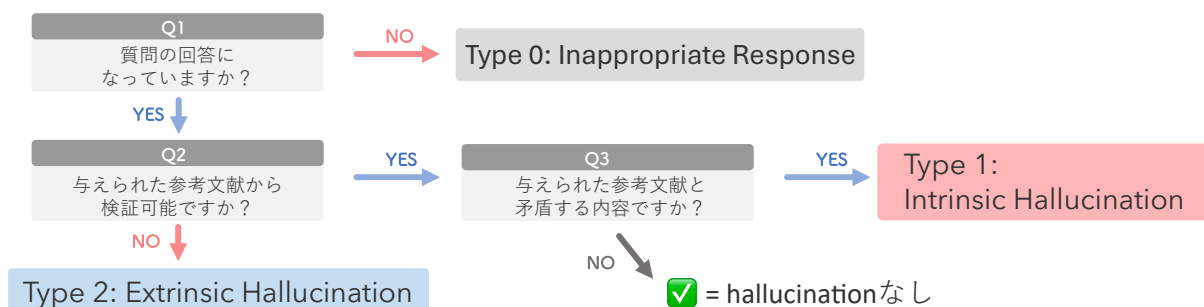 Q1
質問の回答に
なっていますか？
NO
Type 0: Inappropriate Response
YES
Q2
与えられた参考文献から
検証可能ですか？
YES
Q3
与えられた参考文献と
矛盾する内容ですか？
YES
Type 1:
Intrinsic Hallucination
NO
Type 2: Extrinsic Hallucination
NO
✅ = hallucinationなし